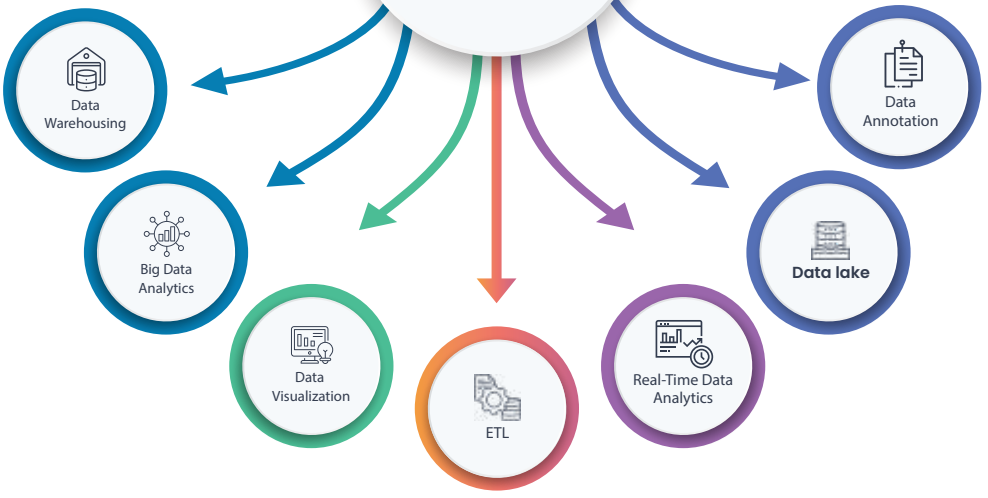 Data
Warehousing
Big Data
Analytics
Data
Visualization
ETL
Real-Time Data
Analytics
Data lake
Data
Annotation